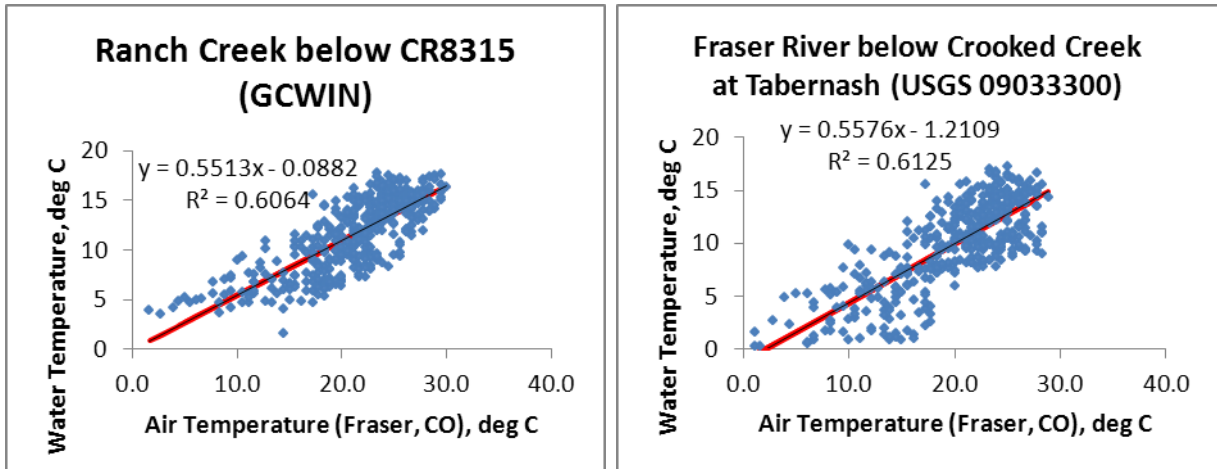 Ranch Creek below CR8315
(GCWIN)
y = 0.5513x - 0.0882
R² = 0.6064
Water Temperature, deg C
20
15
10
5
0
0.0 10.0 20.0 30.0 40.0
Air Temperature (Fraser, CO), deg C
Fraser River below Crooked Creek
at Tabernash (USGS 09033300)
y = 0.5576x - 1.2109
R² = 0.6125
Water Temperature, deg C
20
15
10
5
0
0.0 10.0 20.0 30.0 40.0
Air Temperature (Fraser, CO), deg C